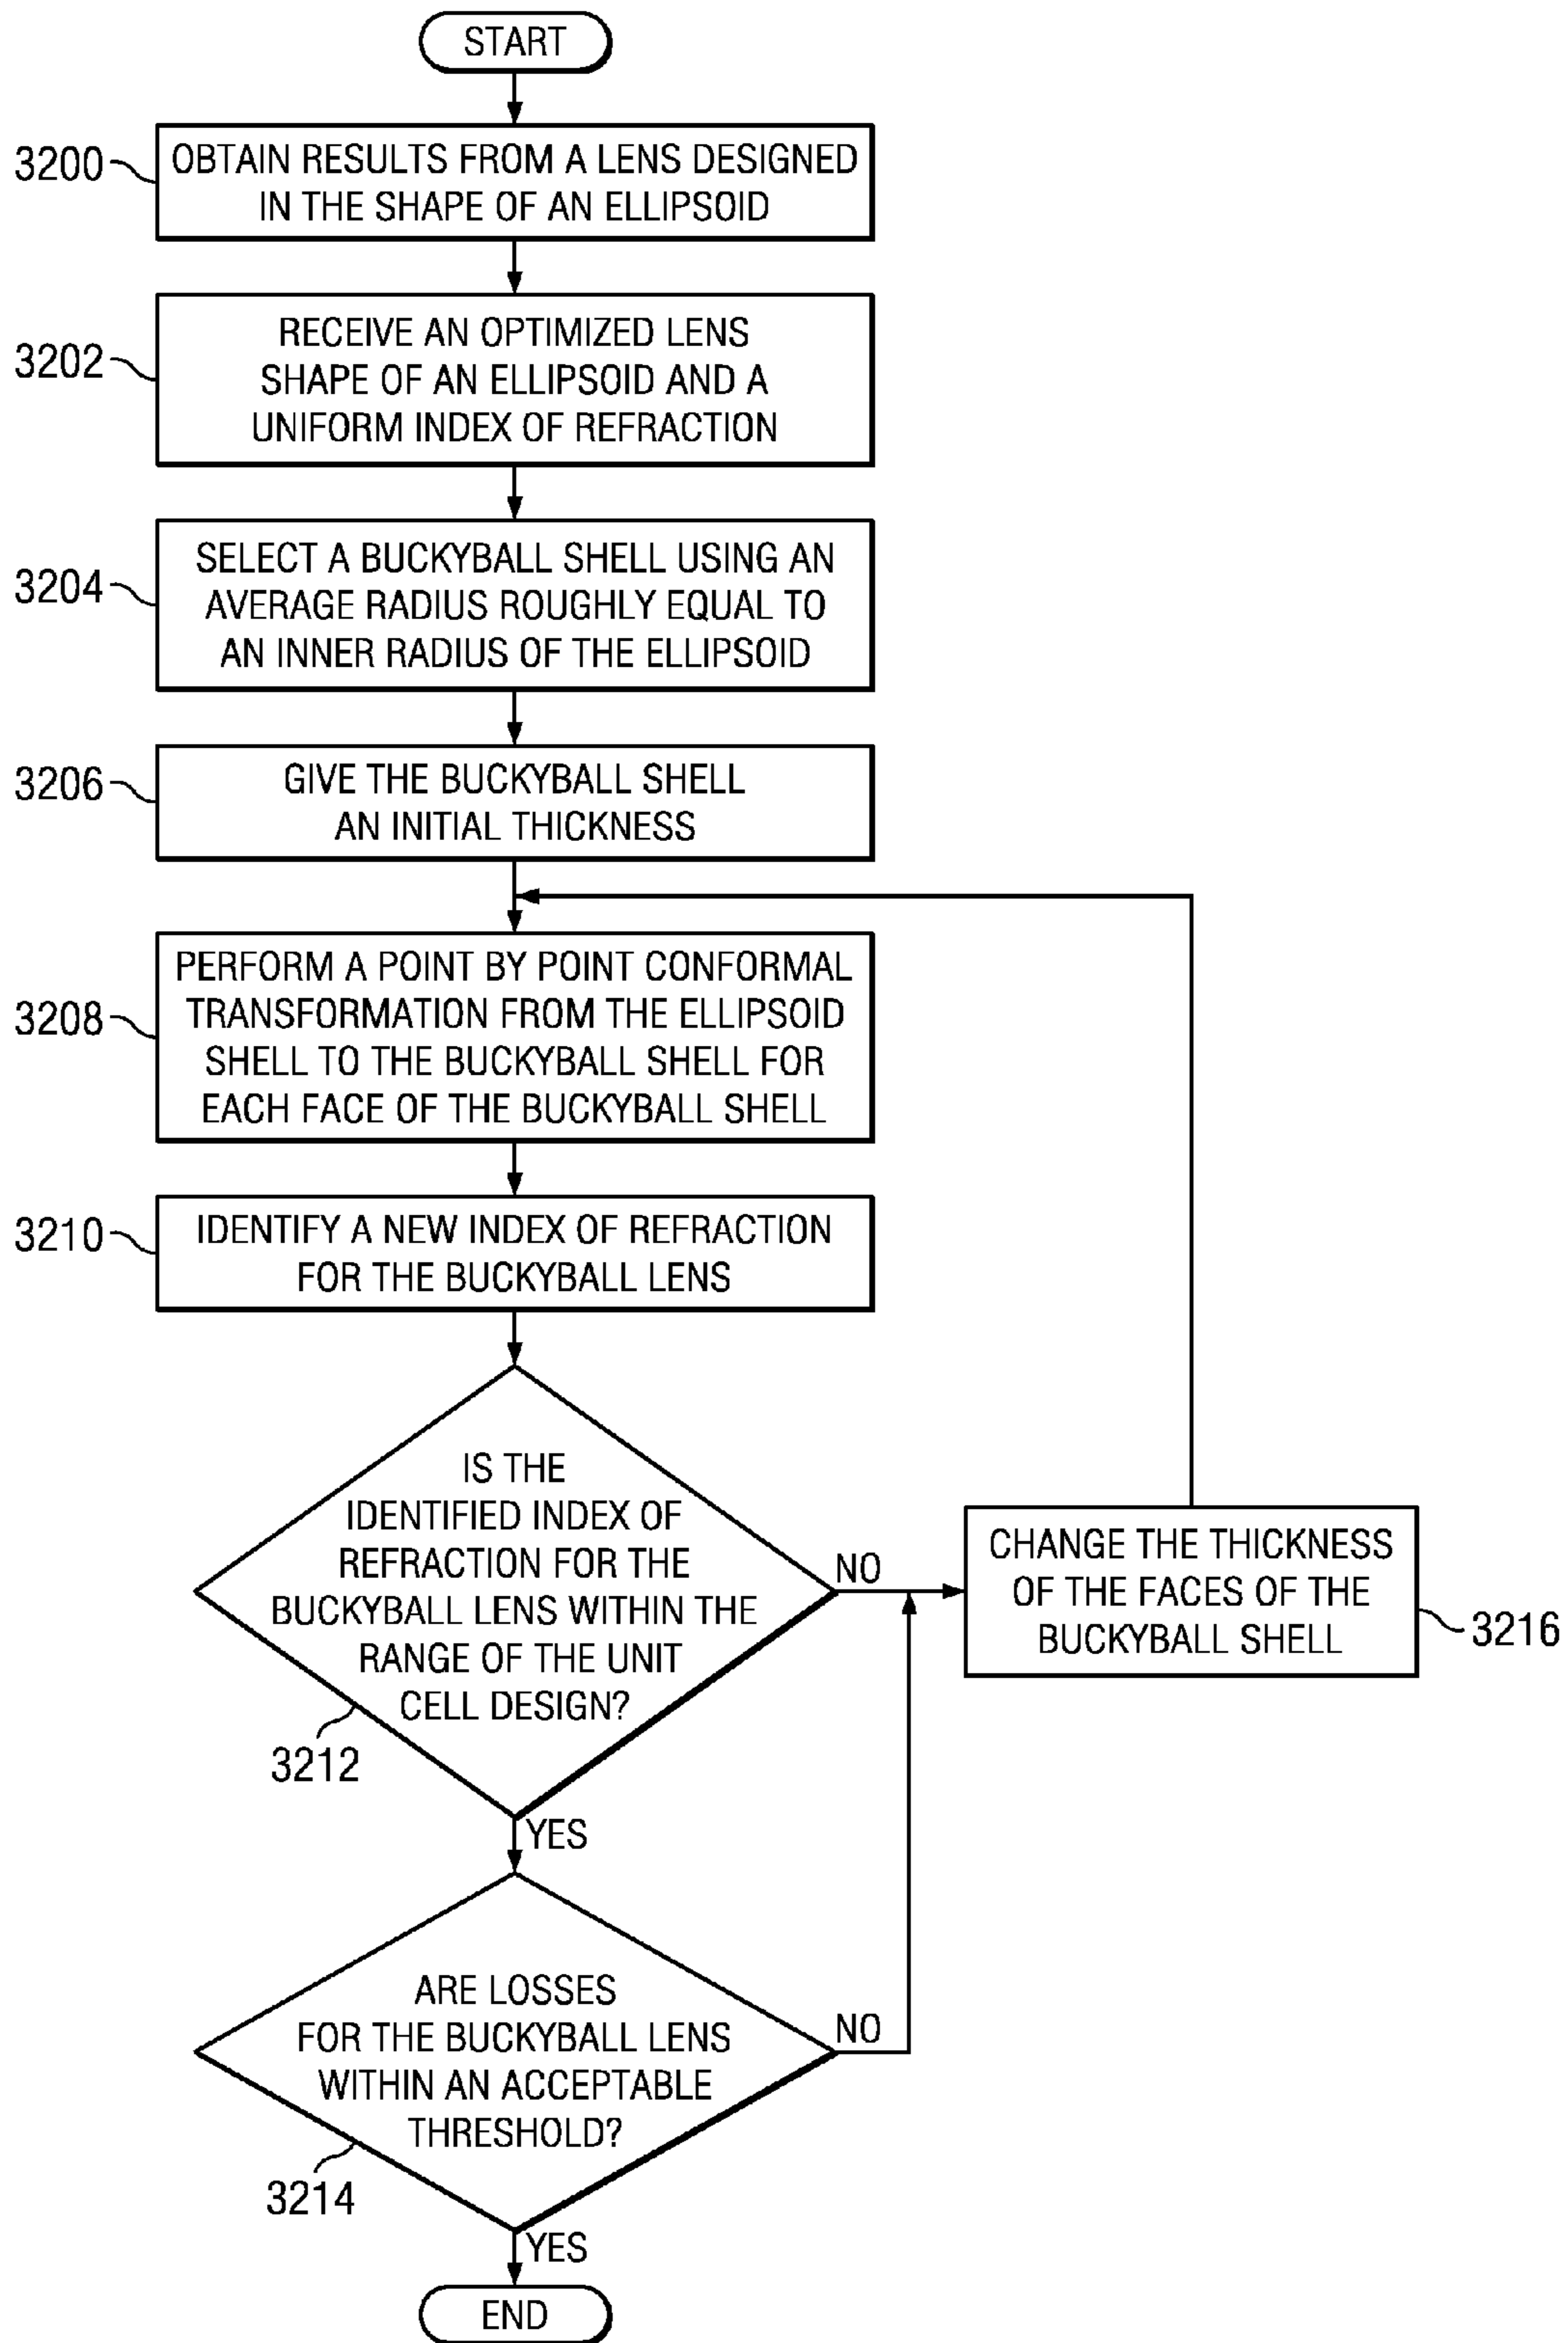 START
3200
OBTAIN RESULTS FROM A LENS DESIGNED
IN THE SHAPE OF AN ELLIPSOID
3202
RECEIVE AN OPTIMIZED LENS
SHAPE OF AN ELLIPSOID AND A
UNIFORM INDEX OF REFRACTION
3204
SELECT A BUCKYBALL SHELL USING AN
AVERAGE RADIUS ROUGHLY EQUAL TO
AN INNER RADIUS OF THE ELLIPSOID
3206
GIVE THE BUCKYBALL SHELL
AN INITIAL THICKNESS
3208
PERFORM A POINT BY POINT CONFORMAL
TRANSFORMATION FROM THE ELLIPSOID
SHELL TO THE BUCKYBALL SHELL FOR
EACH FACE OF THE BUCKYBALL SHELL
3210
IDENTIFY A NEW INDEX OF REFRACTION
FOR THE BUCKYBALL LENS
IS THE
IDENTIFIED INDEX OF
REFRACTION FOR THE
BUCKYBALL LENS WITHIN THE
RANGE OF THE UNIT
CELL DESIGN?
3212
NO
CHANGE THE THICKNESS
OF THE FACES OF THE
BUCKYBALL SHELL
3216
YES
ARE LOSSES
FOR THE BUCKYBALL LENS
WITHIN AN ACCEPTABLE
THRESHOLD?
3214
NO
YES
END